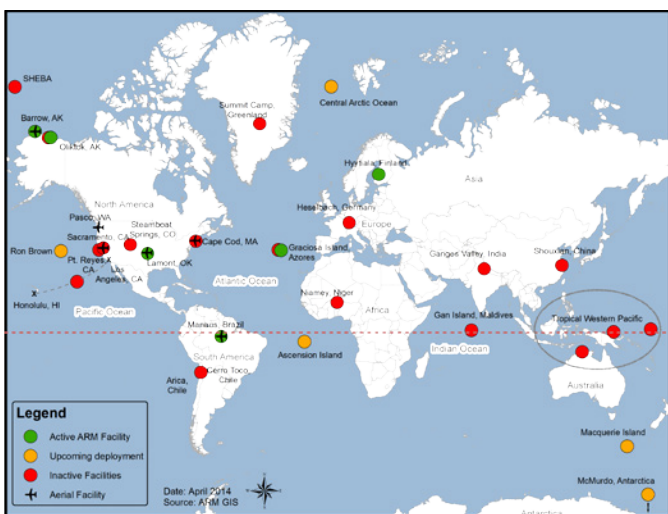 SHEBA
Central Arctic Ocean
Summit Camp,
Greenland
Barrow, AK
Oliktok, AK
Hyytiala, Finland
Asia
North America
Pasco, WA
Steamboat
Springs, CO
Sacramento, CA
Heselbach, Germany
Europe
Cape Cod, MA
Ron Brown
Pt. Reyes
CA
Los
Angeles, CA
Lamont, OK
Graciosa Island,
Azores
Ganges Valley, India
Shouxian, China
Atlantic Ocean
Honolulu, HI
Niamey, Niger
Africa
Pacific Ocean
Gan Island, Maldives
Tropical Western Pacific
Manaus, Brazil
Ascension Island
Indian Ocean
South America
Cerro Toco,
Chile
Arica,
Chile
Australia
Macquerie Island
McMurdo, Antarctica
Antarctica
Legend
Active ARM Facility
Upcoming deployment
Inactive Facilities
Aerial Facility
Date: April 2014
Source: ARM GIS